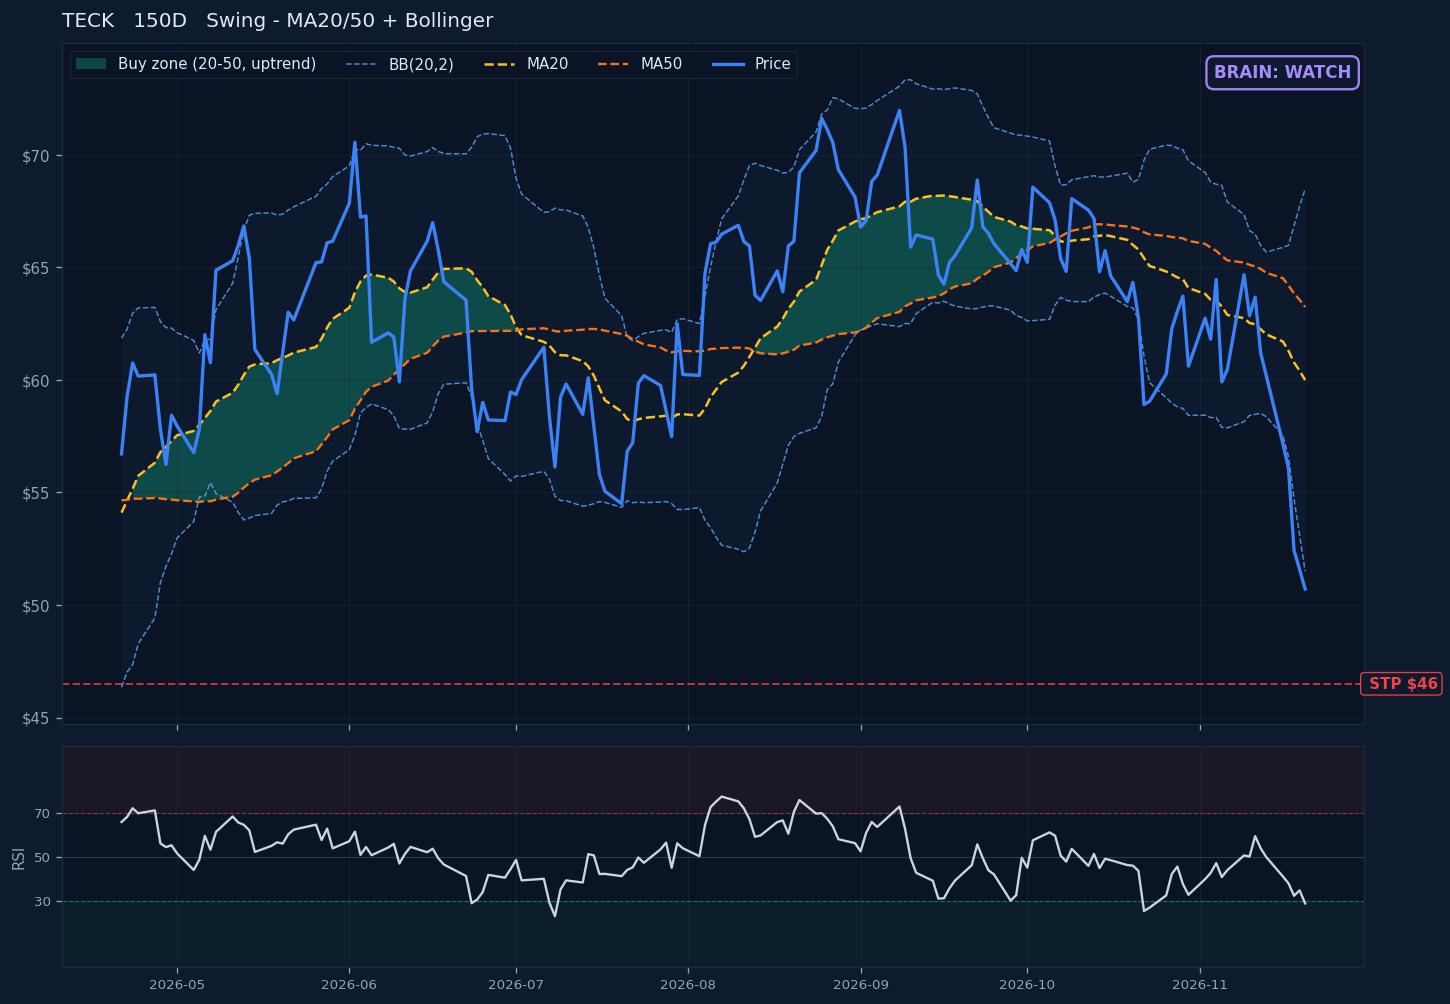 TECK   150D   Swing - MA20/50 + Bollinger
Buy zone (20-50, uptrend)
BB(20,2)
MA20
MA50
Price
BRAIN: WATCH
$70
$65
$60
$55
$50
$45
STP $46
RSI
70
50
30
2026-05
2026-06
2026-07
2026-08
2026-09
2026-10
2026-11